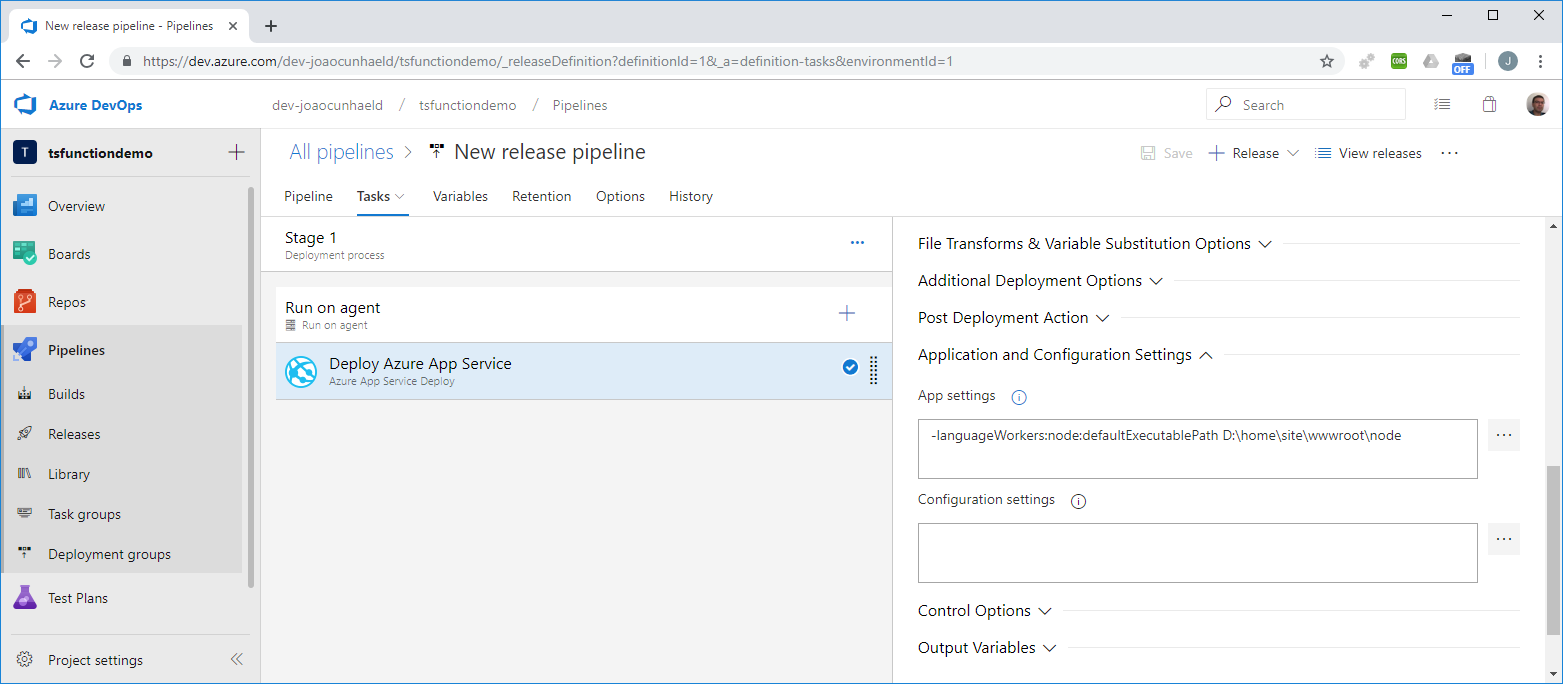 New release pipeline - Pipelines
https://dev.azure.com/dev-joaocunhaeld/tsfunctiondemo/_releaseDefinition?definitionId=1&_a=definition-tasks&environmentId=1
CORS
OFF
J
Azure DevOps
dev-joaocunhaeld / tsfunctiondemo / Pipelines
Search
T tsfunctiondemo
Overview
Boards
Repos
Pipelines
Builds
Releases
Library
Task groups
Deployment groups
Test Plans
Project settings
All pipelines > New release pipeline
Save
Release
View releases
Pipeline Tasks Variables Retention Options History
Stage 1
Deployment process
Run on agent
Run on agent
Deploy Azure App Service
Azure App Service Deploy
File Transforms & Variable Substitution Options
Additional Deployment Options
Post Deployment Action
Application and Configuration Settings
App settings
-languageWorkers:node:defaultExecutablePath D:\home\site\wwwroot\node
Configuration settings
Control Options
Output Variables